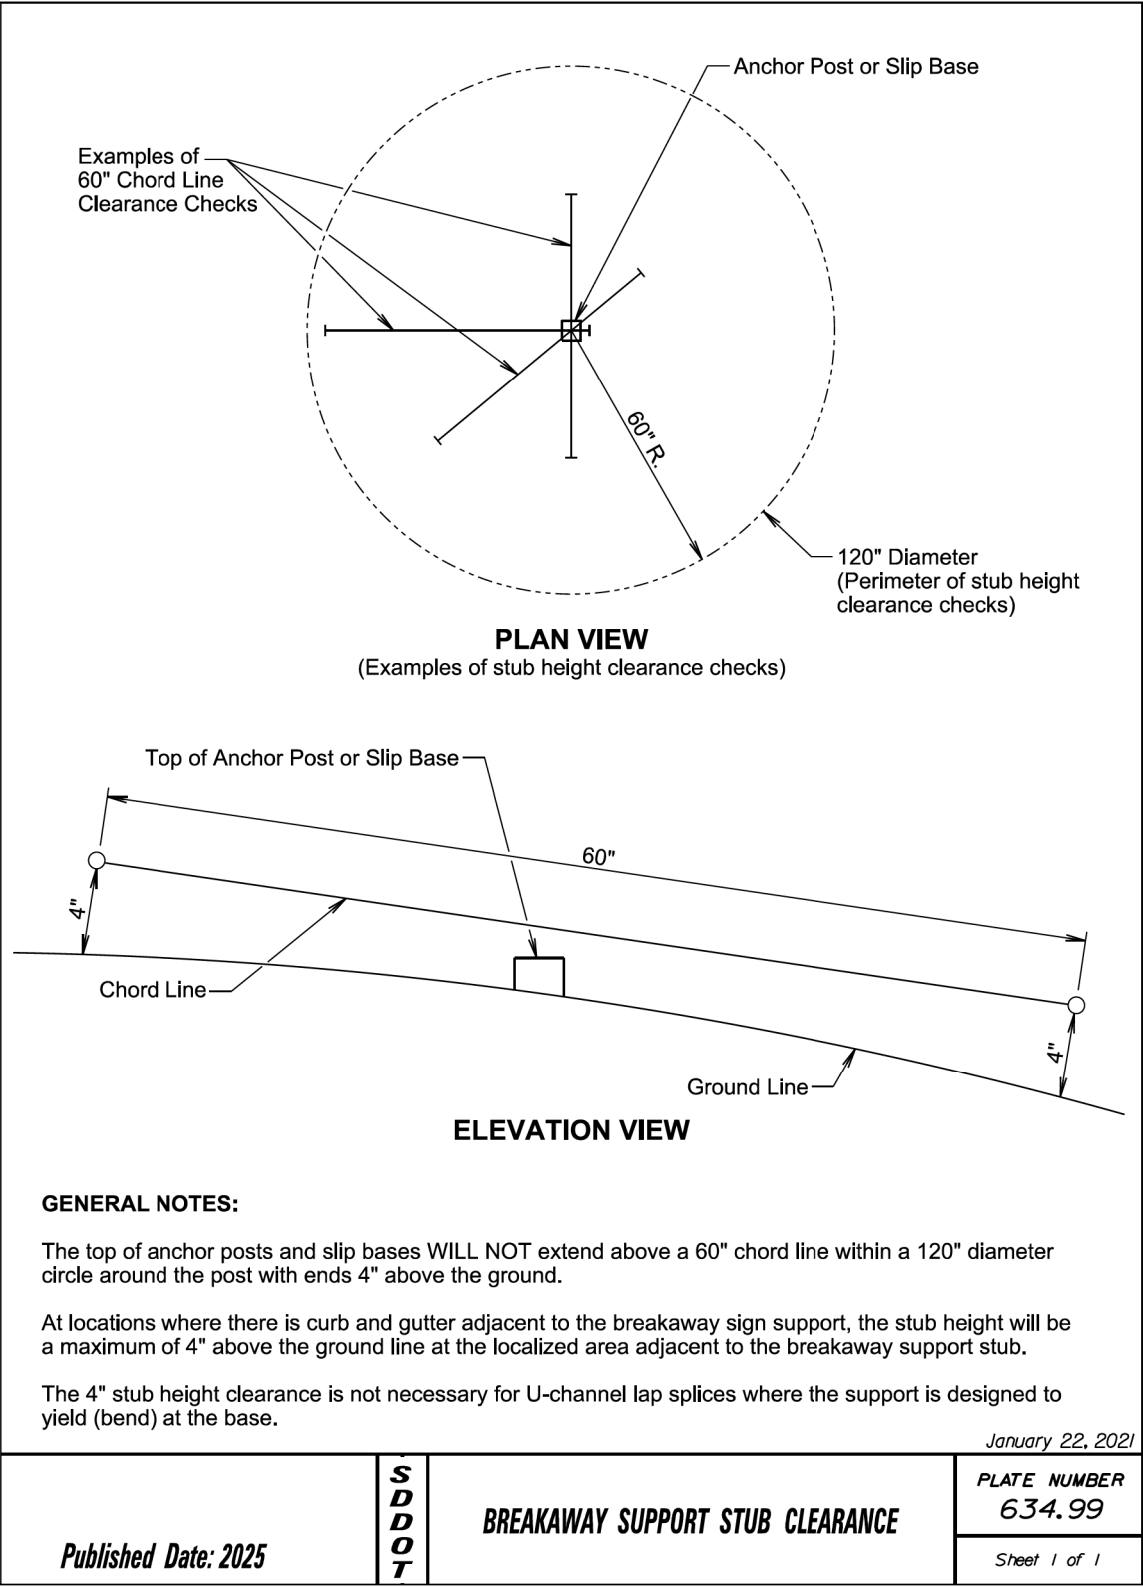 Anchor Post or Slip Base
Examples of
60" Chord Line
Clearance Checks
60" R.
120" Diameter
(Perimeter of stub height
clearance checks)
PLAN VIEW
(Examples of stub height clearance checks)
Top of Anchor Post or Slip Base
60"
4"
Chord Line
4"
Ground Line
ELEVATION VIEW
GENERAL NOTES:
The top of anchor posts and slip bases WILL NOT extend above a 60" chord line within a 120" diameter
circle around the post with ends 4" above the ground.
At locations where there is curb and gutter adjacent to the breakaway sign support, the stub height will be
a maximum of 4" above the ground line at the localized area adjacent to the breakaway support stub.
The 4" stub height clearance is not necessary for U-channel lap splices where the support is designed to
yield (bend) at the base.
January 22, 2021
Published Date: 2025
SDDOT
BREAKAWAY SUPPORT STUB CLEARANCE
PLATE NUMBER
634.99
Sheet 1 of 1